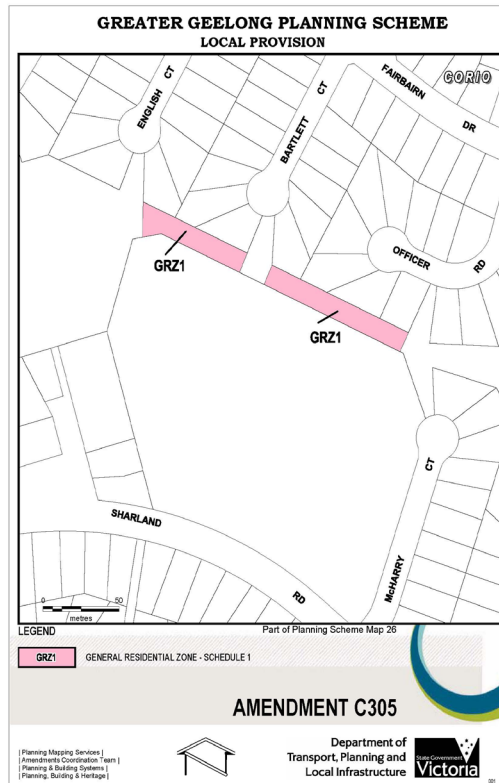 GREATER GEELONG PLANNING SCHEME
LOCAL PROVISION
CORIO
ENGLISH CT
BARTLETT CT
FAIRBAIRN DR
OFFICER RD
GRZ1
GRZ1
McHARRY CT
SHARLAND RD
0 50
metres
LEGEND
Part of Planning Scheme Map 26
GRZ1 GENERAL RESIDENTIAL ZONE - SCHEDULE 1
AMENDMENT C305
| Planning Mapping Services |
| Amendments Coordination Team |
| Planning & Building Systems |
| Planning, Building & Heritage |
Department of
Transport, Planning and
Local Infrastructure
State Government
Victoria
001